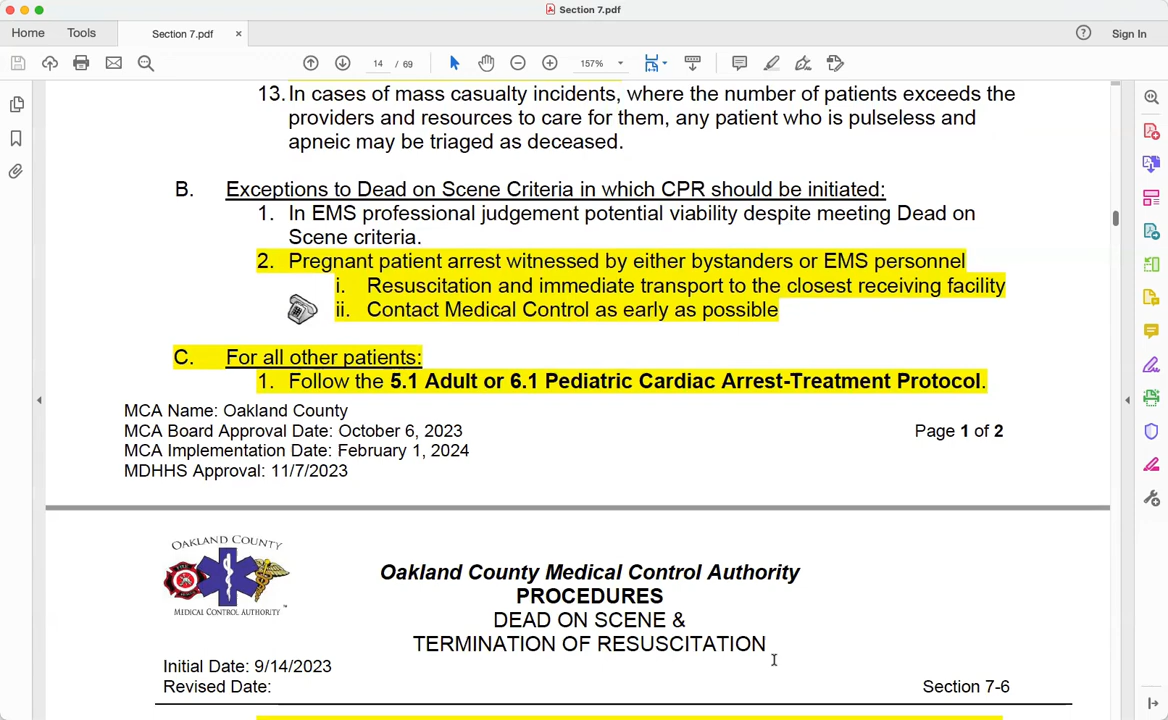 Section 7.pdf
Home
Tools
Section 7.pdf
×
Sign In
14 / 69
157%
13. In cases of mass casualty incidents, where the number of patients exceeds the
providers and resources to care for them, any patient who is pulseless and
apneic may be triaged as deceased.
B. Exceptions to Dead on Scene Criteria in which CPR should be initiated:
1. In EMS professional judgement potential viability despite meeting Dead on
Scene criteria.
2. Pregnant patient arrest witnessed by either bystanders or EMS personnel
i. Resuscitation and immediate transport to the closest receiving facility
ii. Contact Medical Control as early as possible
C. For all other patients:
1. Follow the 5.1 Adult or 6.1 Pediatric Cardiac Arrest-Treatment Protocol.
MCA Name: Oakland County
MCA Board Approval Date: October 6, 2023
Page 1 of 2
MCA Implementation Date: February 1, 2024
MDHHS Approval: 11/7/2023
OAKLAND COUNTY
MEDICAL CONTROL AUTHORITY
Oakland County Medical Control Authority
PROCEDURES
DEAD ON SCENE &
TERMINATION OF RESUSCITATION
Initial Date: 9/14/2023
Revised Date:
Section 7-6